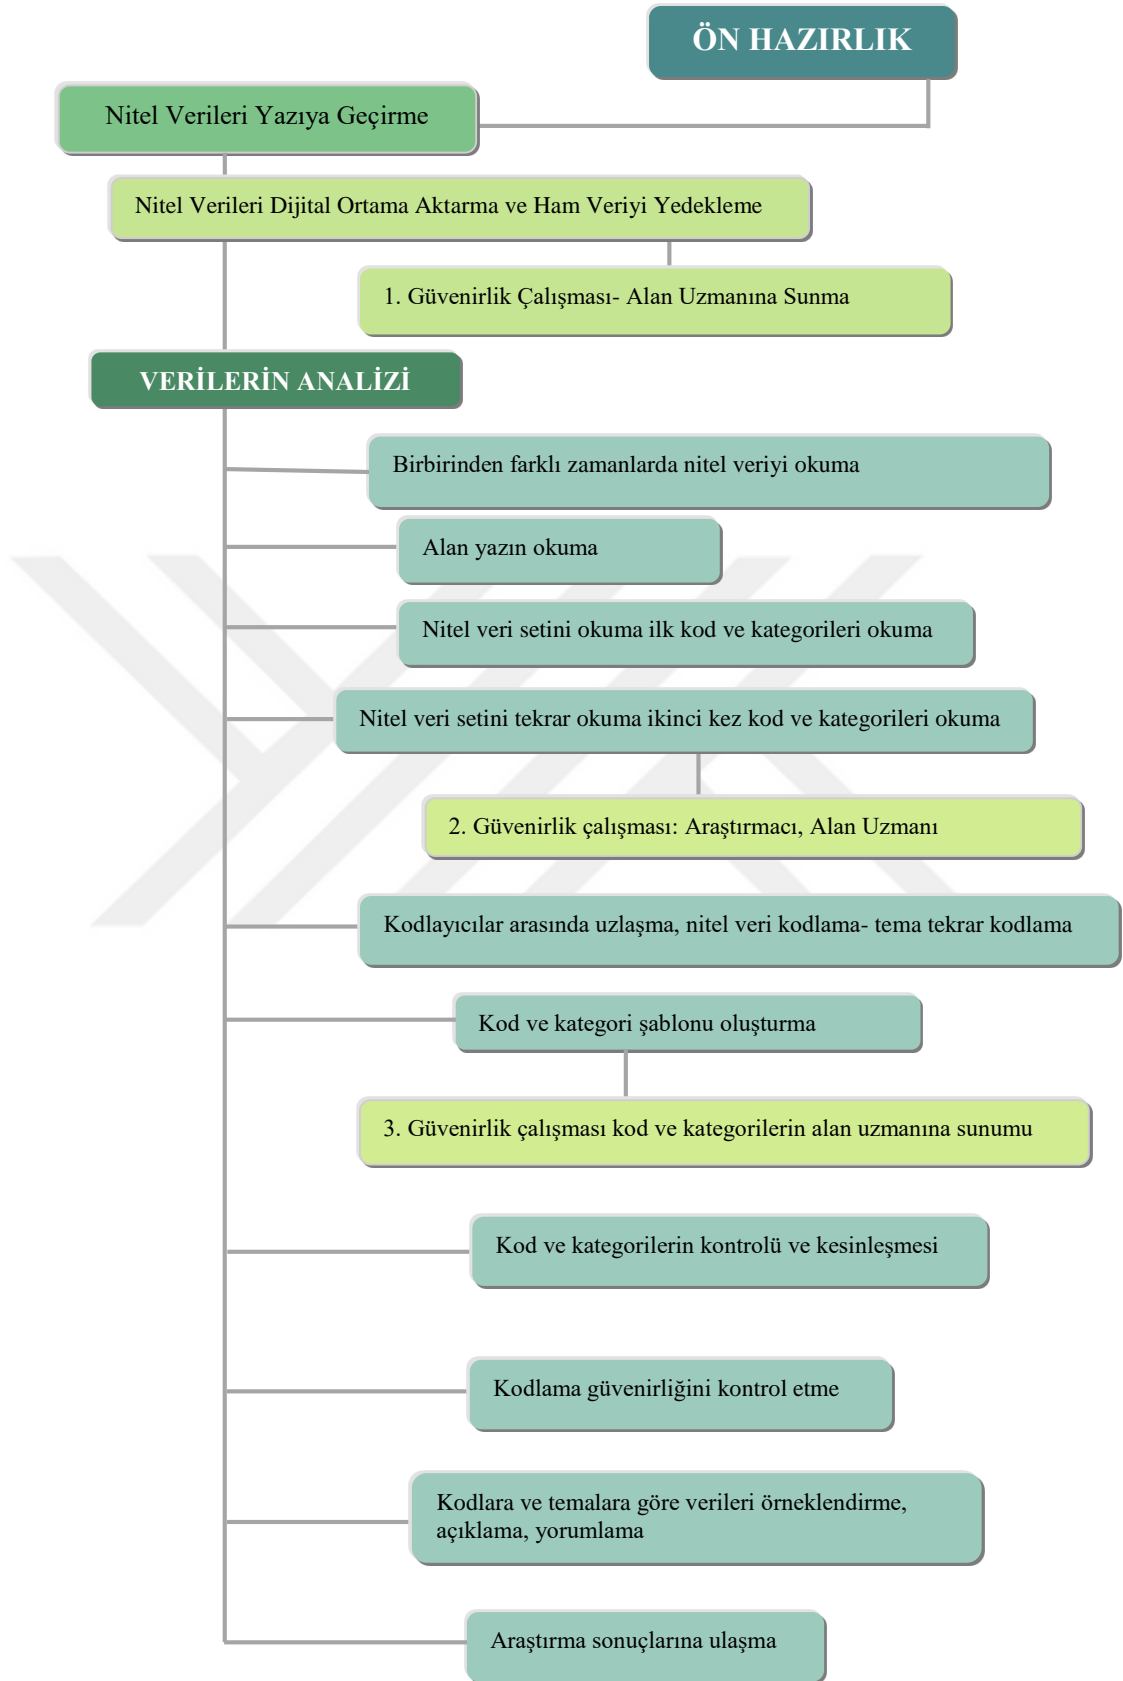 ÖN HAZIRLIK
Nitel Verileri Yazıya Geçirme
Nitel Verileri Dijital Ortama Aktarma ve Ham Veriyi Yedekleme
1. Güvenirlik Çalışması- Alan Uzmanına Sunma
VERİLERİN ANALİZİ
Birbirinden farklı zamanlarda nitel veriyi okuma
Alan yazın okuma
Nitel veri setini okuma ilk kod ve kategorileri okuma
Nitel veri setini tekrar okuma ikinci kez kod ve kategorileri okuma
2. Güvenirlik çalışması: Araştırmacı, Alan Uzmanı
Kodlayıcılar arasında uzlaşma, nitel veri kodlama- tema tekrar kodlama
Kod ve kategori şablonu oluşturma
3. Güvenirlik çalışması kod ve kategorilerin alan uzmanına sunumu
Kod ve kategorilerin kontrolü ve kesinleşmesi
Kodlama güvenirliğini kontrol etme
Kodlara ve temalara göre verileri örneklendirme,
açıklama, yorumlama
Araştırma sonuçlarına ulaşma